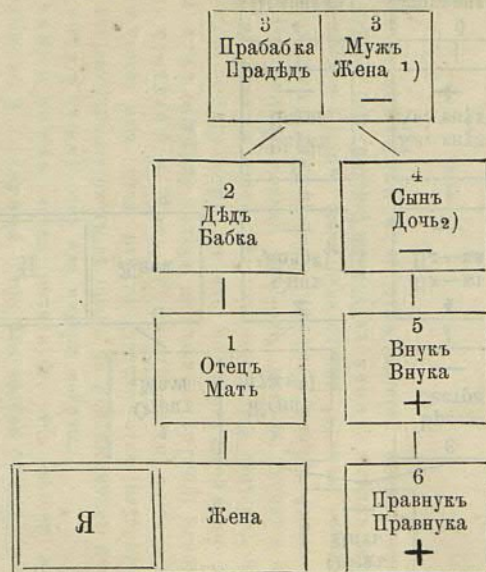 3
Прабабка
Прадѣдъ
3
Мужъ
Жена ¹)
—
2
Дѣдъ
Бабка
4
Сынъ
Дочь₂)
—
1
Отецъ
Мать
5
Внукъ
Внука
+
Я
Жена
6
Правнукъ
Правнука
+